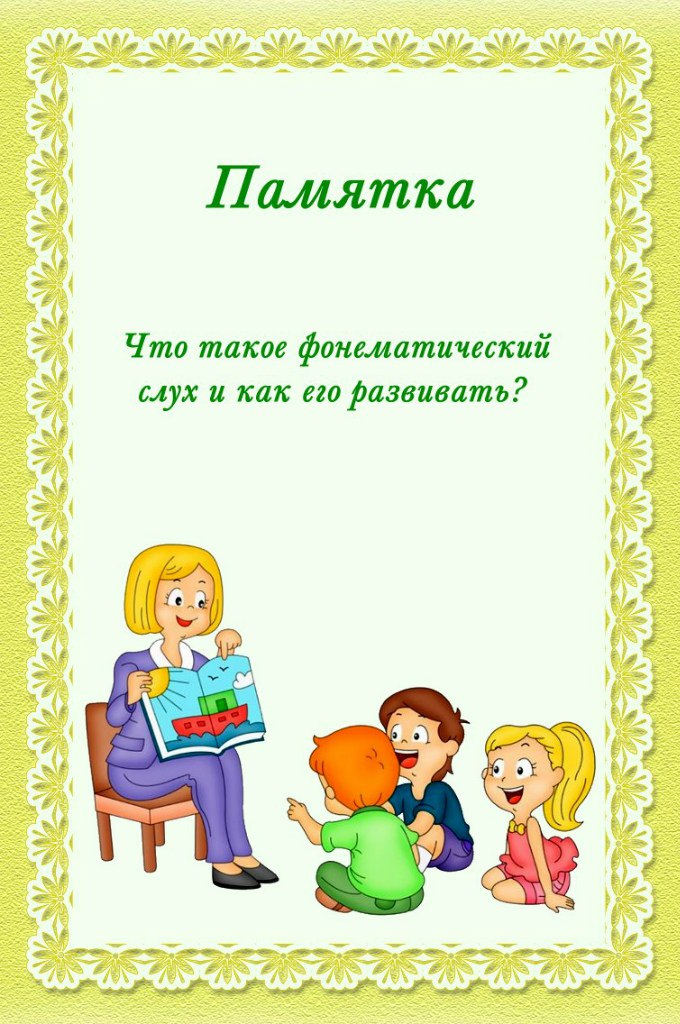 Памятка
Что такое фонематический
слух и как его развивать?